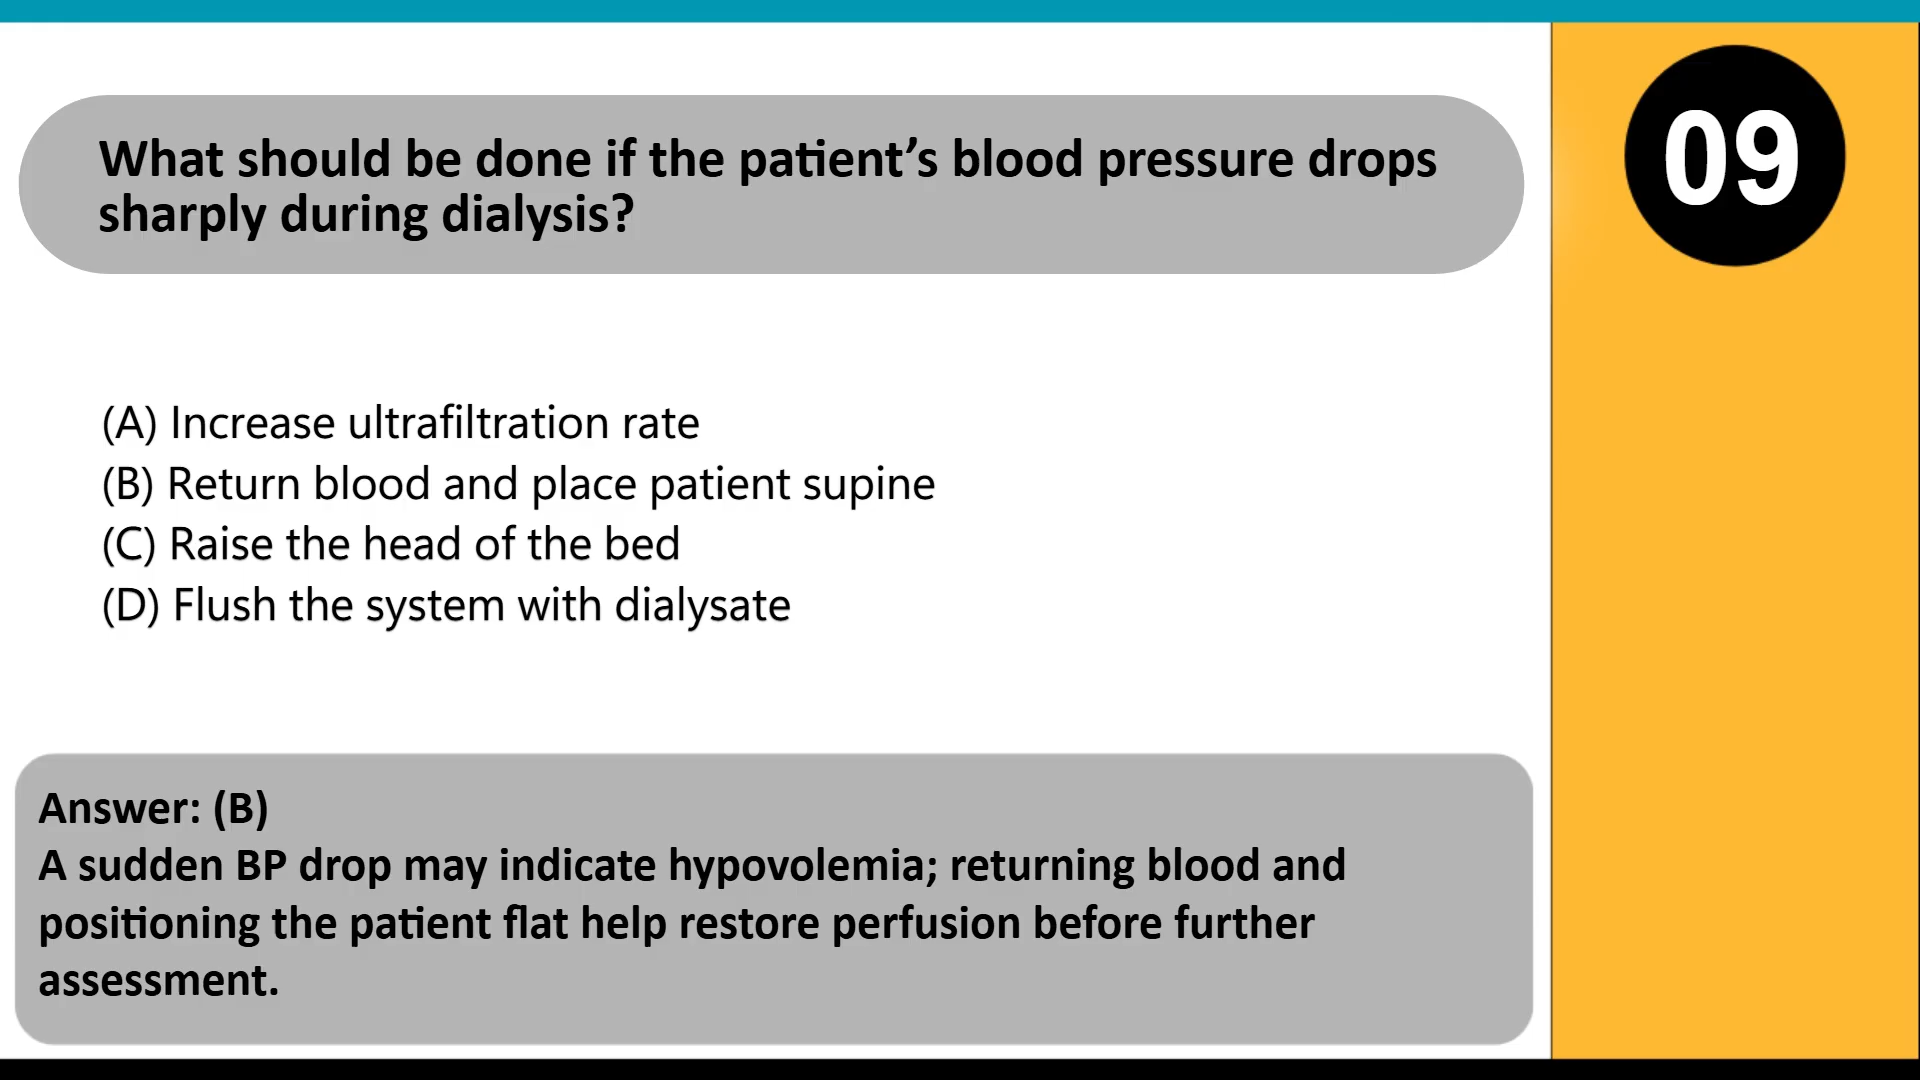 What should be done if the patient’s blood pressure drops
sharply during dialysis?
09
(A) Increase ultrafiltration rate
(B) Return blood and place patient supine
(C) Raise the head of the bed
(D) Flush the system with dialysate
Answer: (B)
A sudden BP drop may indicate hypovolemia; returning blood and
positioning the patient flat help restore perfusion before further
assessment.